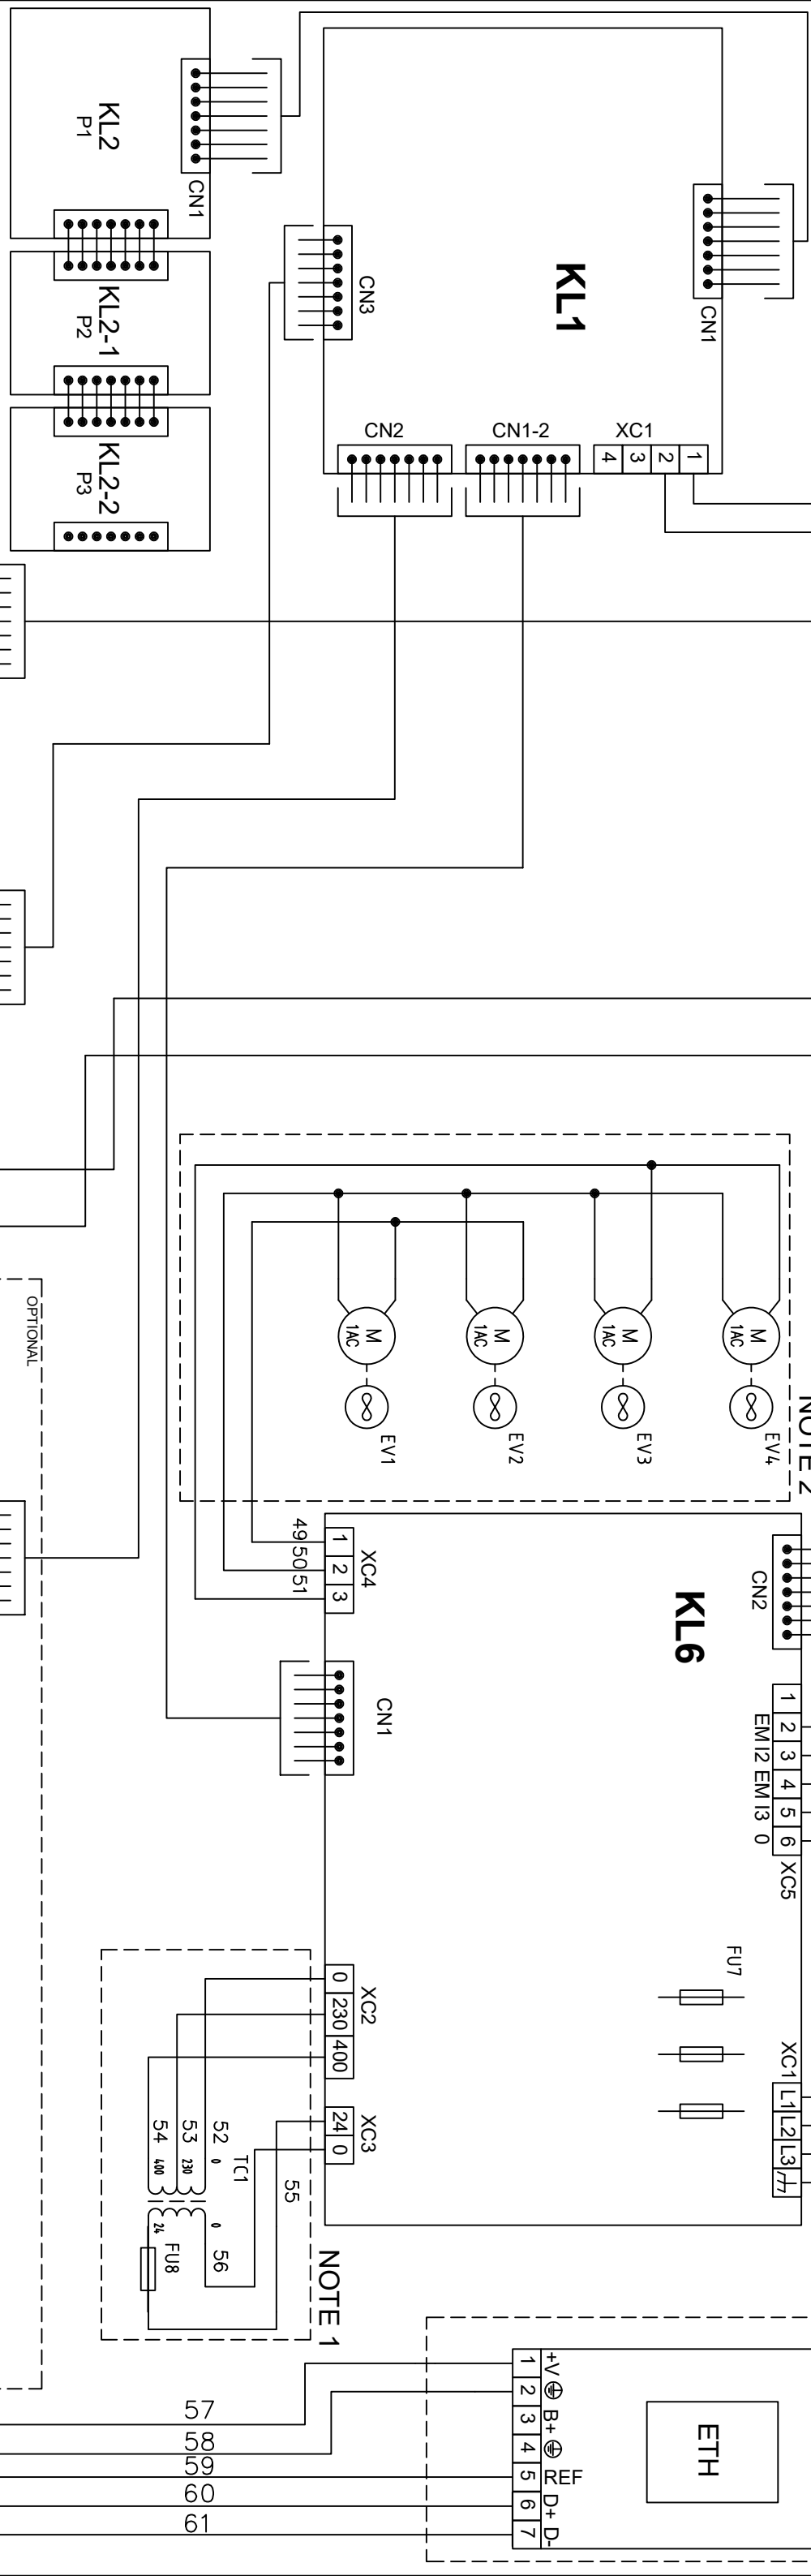 KL2
P1
CN1
KL2-1
P2
KL2-2
P3
KL1
CN1
CN3
CN2
CN1-2
XC1
4 3 2 1
OPTIONAL
NOTE 2
M
1AC
EV1
M
1AC
EV2
M
1AC
EV3
M
1AC
EV4
KL6
49 50 51
1 2 3
XC4
CN2
CN1
1 2 3 4 5 6
EM I2 EM I3 0
XC5
FU7
XC2
0 230 400
XC3
24 0
XC1
L1 L2 L3
52
53
54
0
230
400
TC1
0
24
55
56
FU8
NOTE 1
ETH
1 2 3 4 5 6 7
+V
B+
REF
D+
D-
57
58
59
60
61